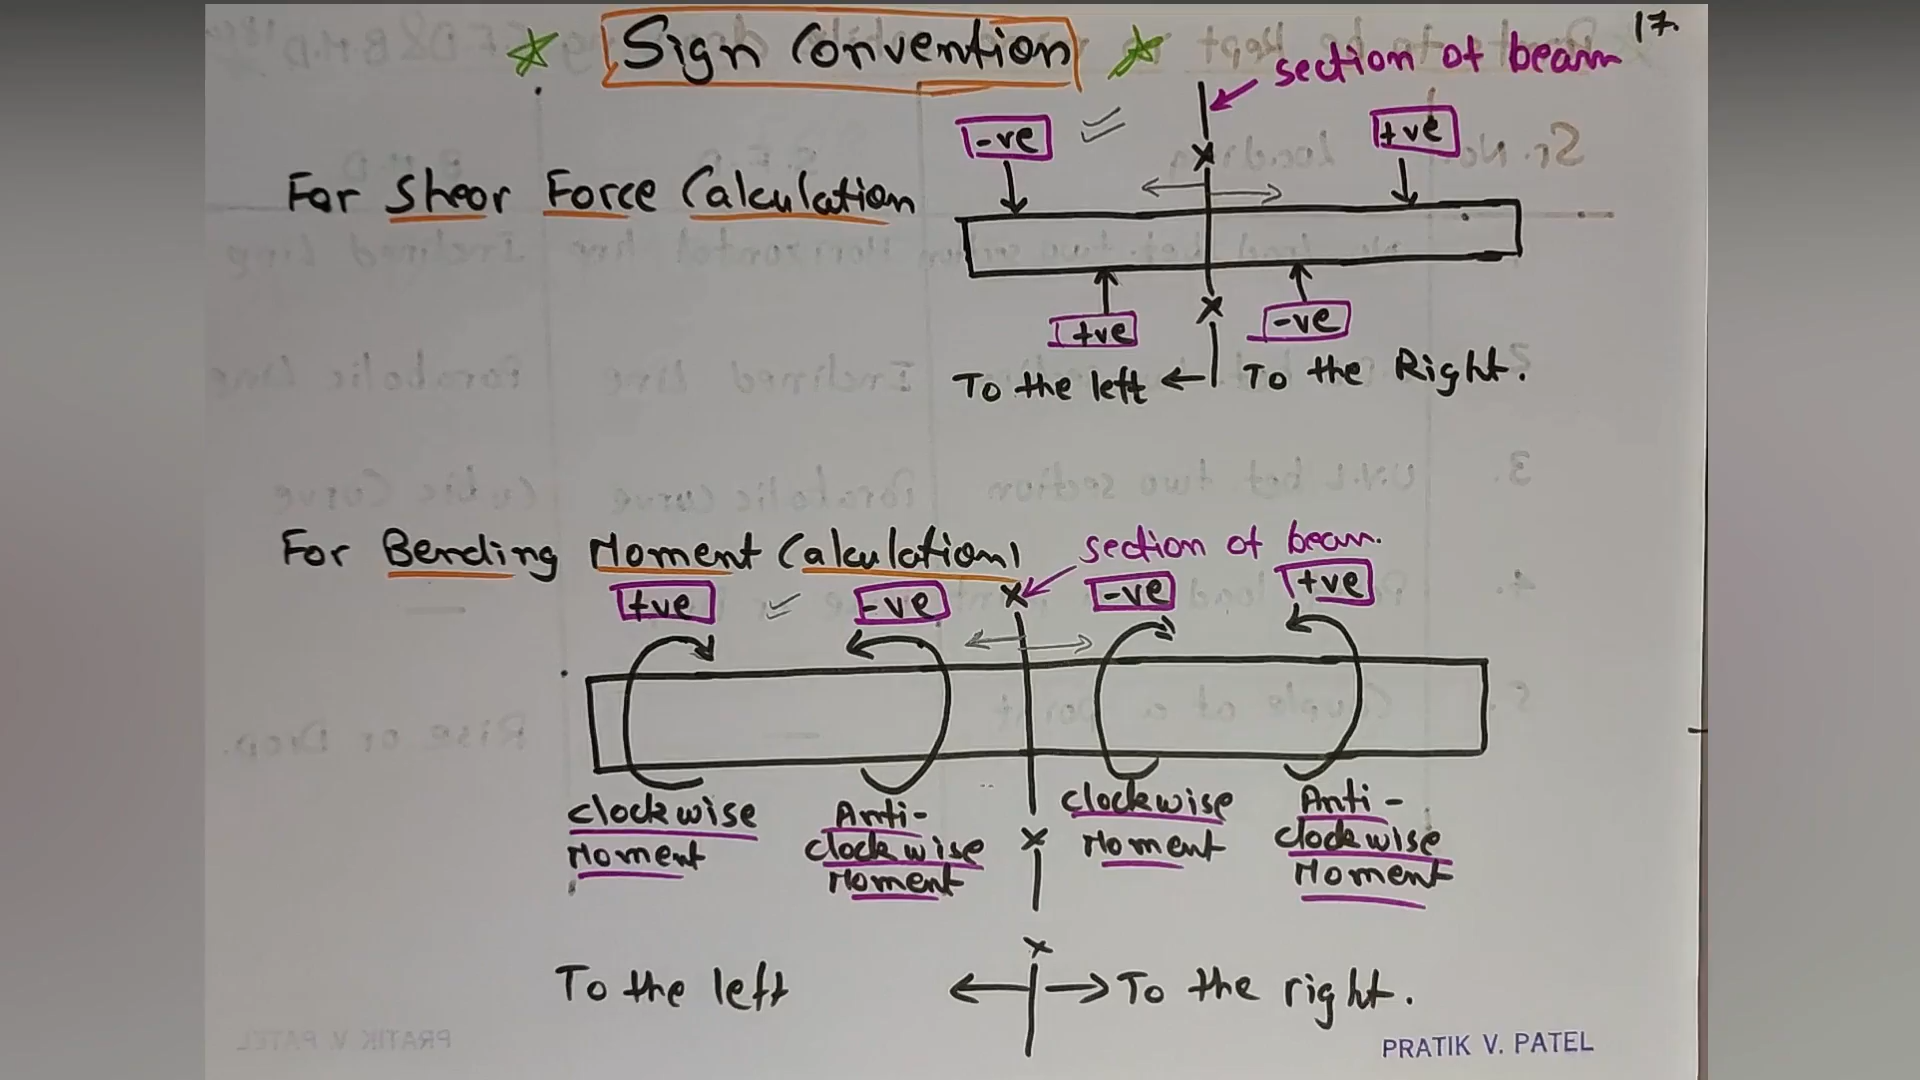 17.
Sign Convention
section of beam
-ve
+ve
x
For Shear Force Calculation
x
+ve
-ve
To the left
To the Right.
For Bending Moment Calculation
section of beam.
+ve
-ve
x
-ve
+ve
clockwise
Moment
Anti-
clockwise
Moment
x
clockwise
Moment
Anti-
clockwise
Moment
x
To the left
To the right.
PRATIK V. PATEL